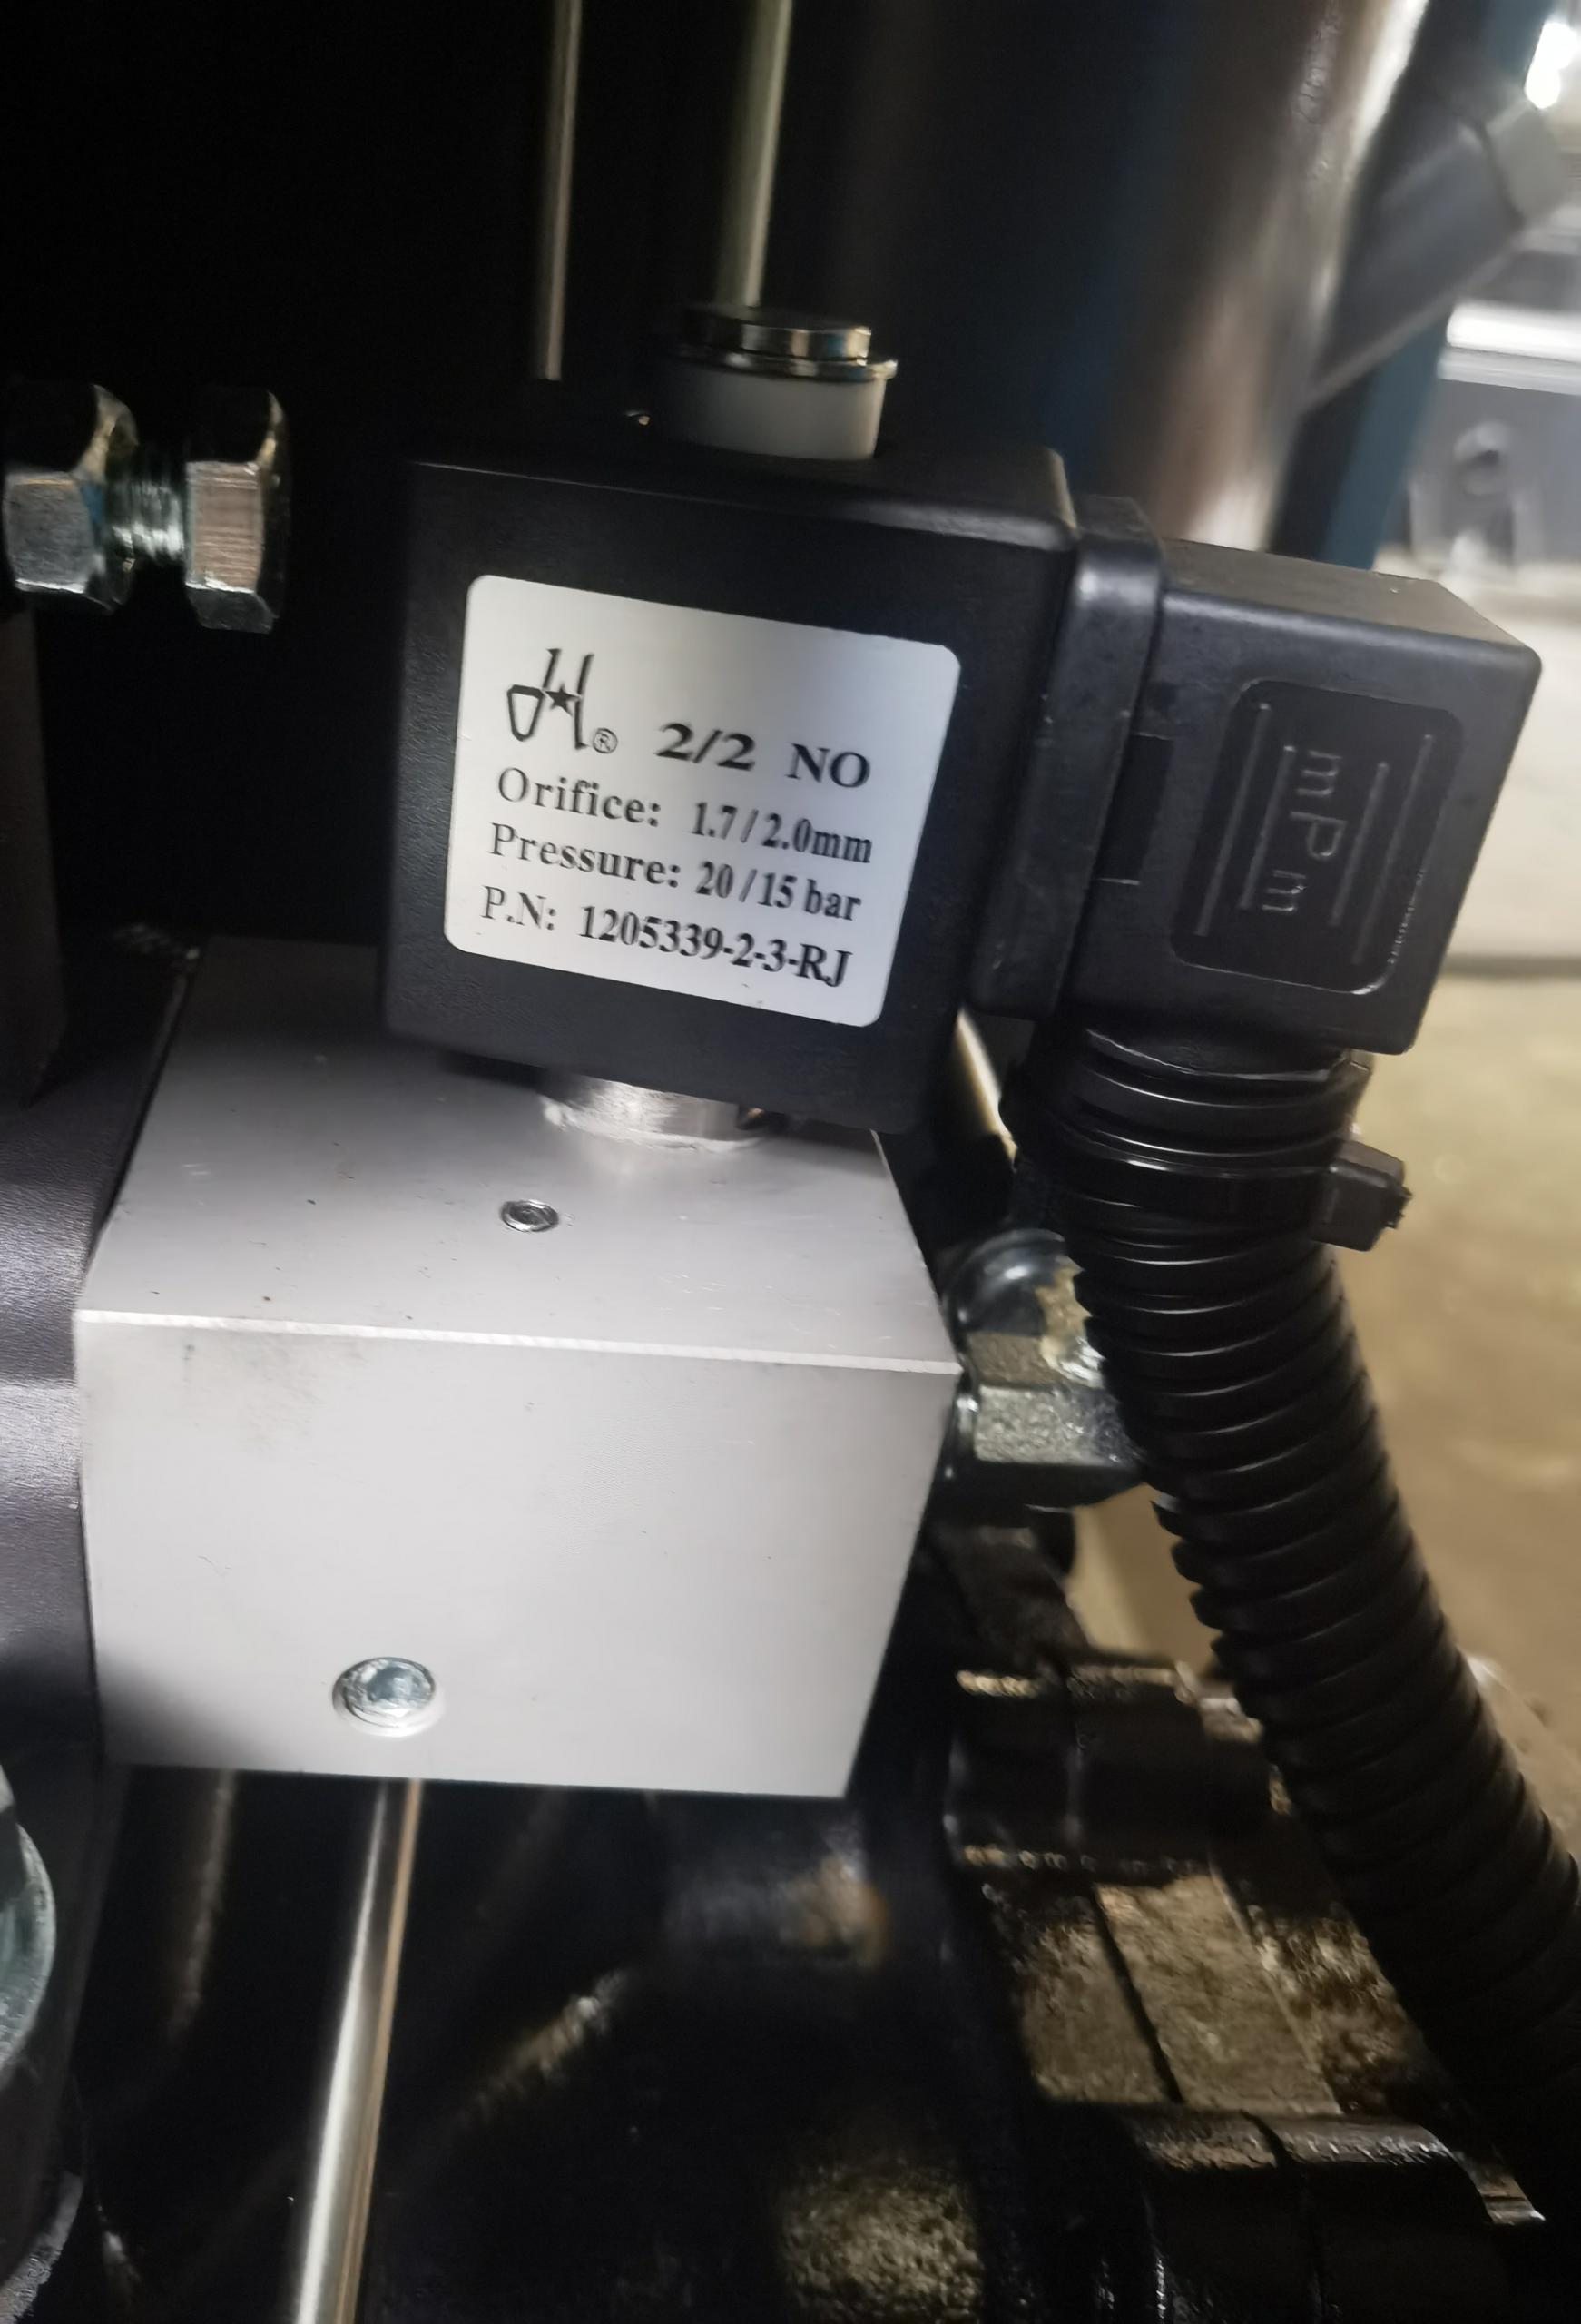 ® 2/2 NO
Orifice: 1.7/2.0mm
Pressure: 20/15 bar
P.N: 1205339-2-3-RJ
mPm